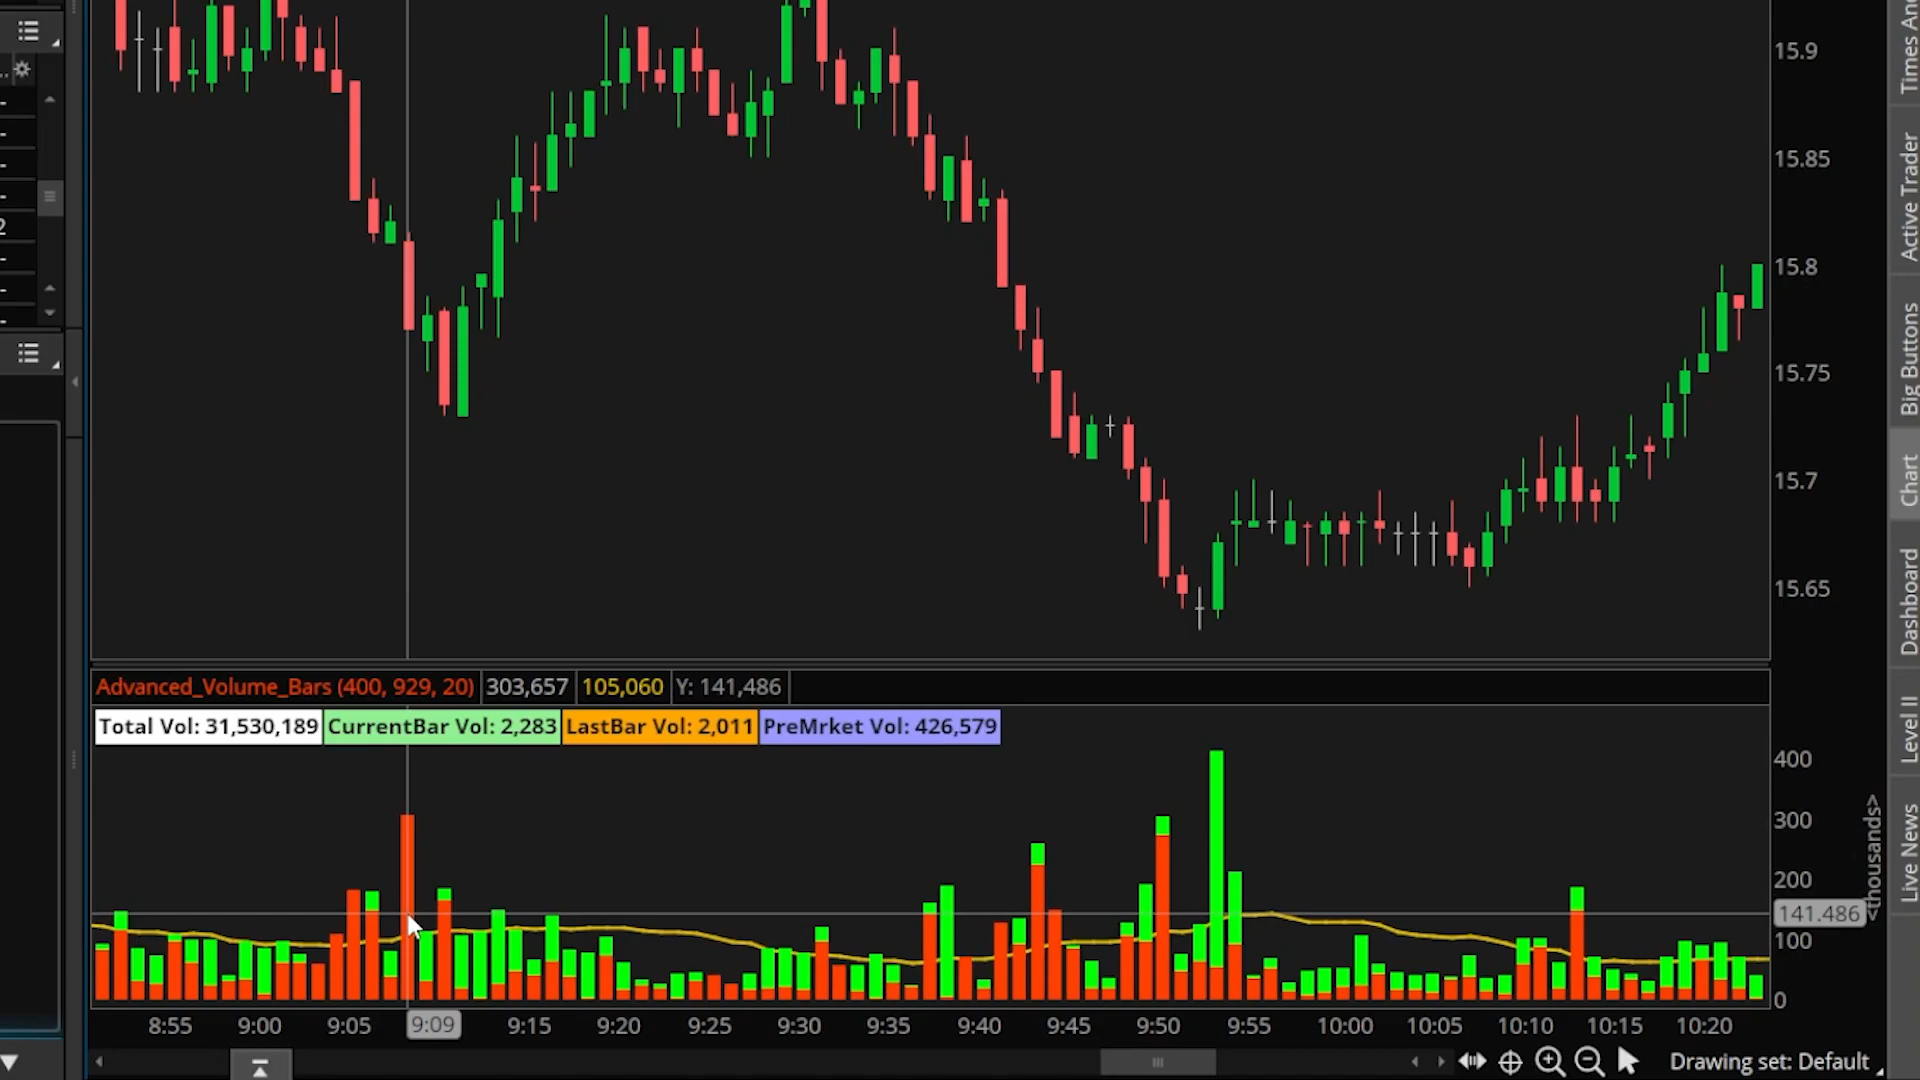 15.9
15.85
15.8
15.75
15.7
15.65
2
Advanced_Volume_Bars (400, 929, 20) 303,657 105,060 Y: 141,486
Total Vol: 31,530,189 CurrentBar Vol: 2,283 LastBar Vol: 2,011 PreMrket Vol: 426,579
400
300
200
141.486
100
0
<thousands>
8:55 9:00 9:05 9:09 9:15 9:20 9:25 9:30 9:35 9:40 9:45 9:50 9:55 10:00 10:05 10:10 10:15 10:20
Drawing set: Default
Times
Active Trader
Big Buttons
Chart
Dashboard
Level II
Live News